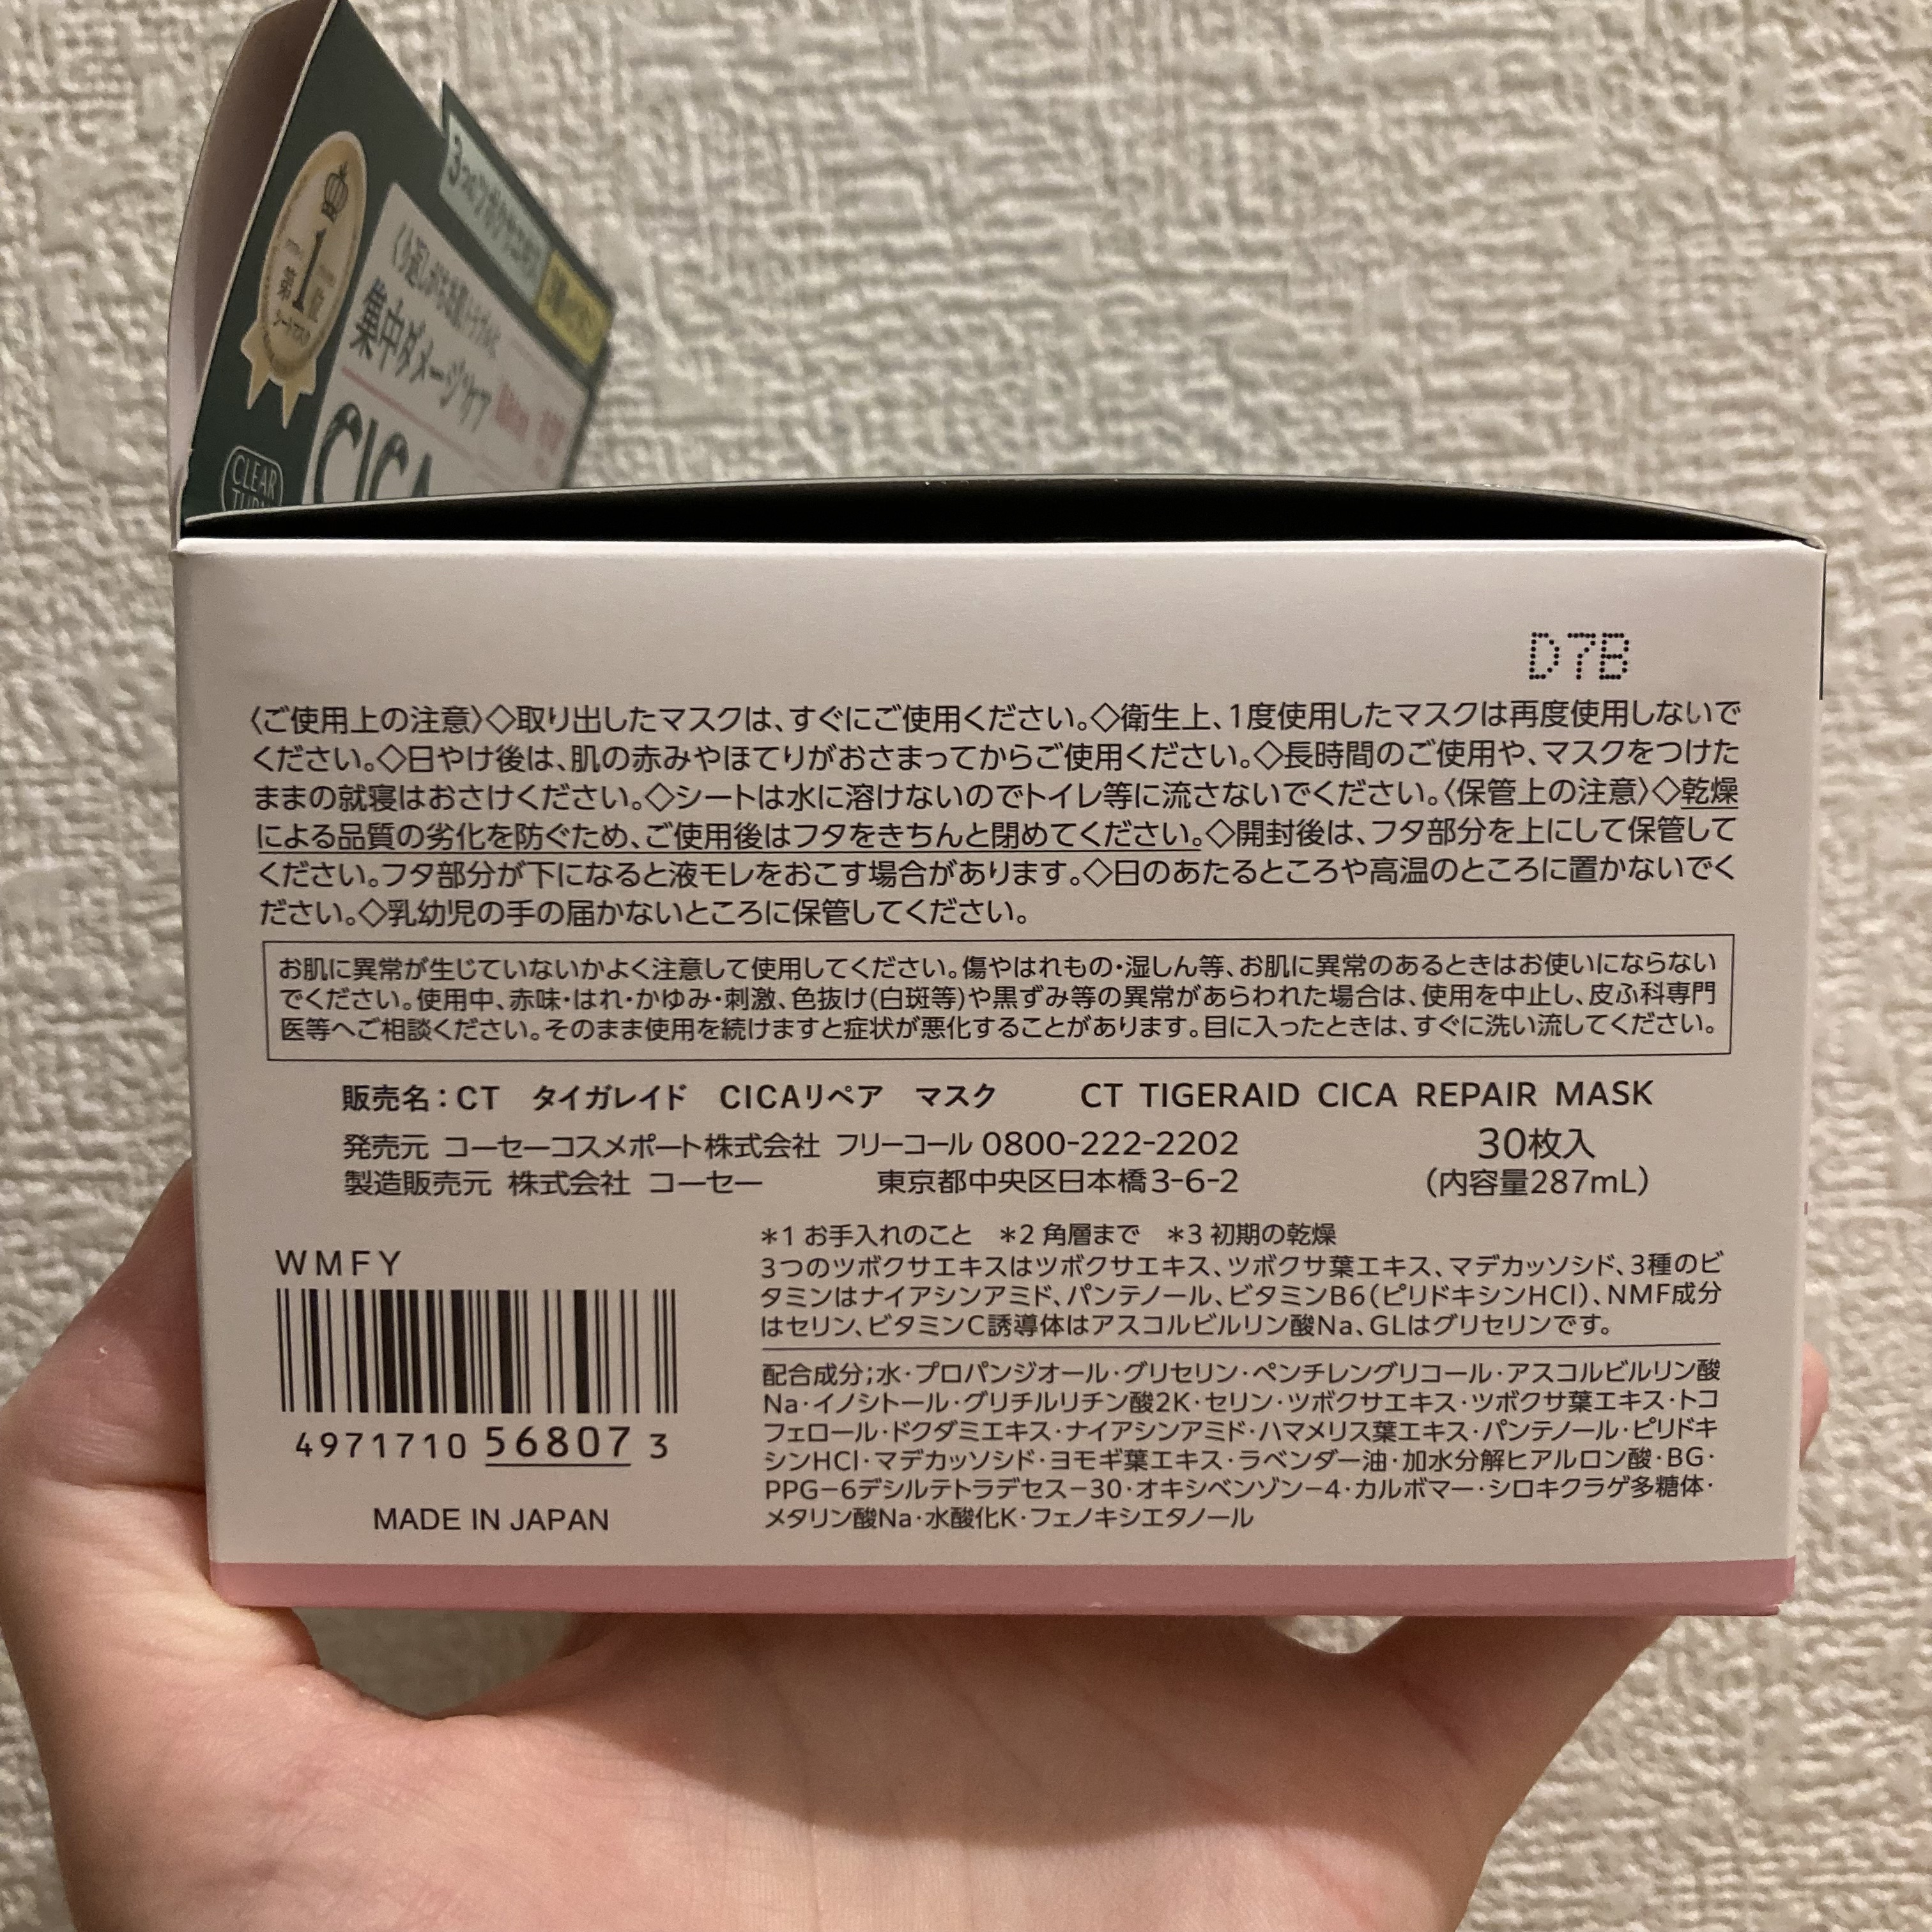 3つのツボクサエキス
くり返しがちな肌トラブルに
集中ダメージケア
第1位
シートマスク
CICA
CLEAR
TURN
D7B
〈ご使用上の注意〉◇取り出したマスクは、すぐにご使用ください。◇衛生上、1度使用したマスクは再度使用しないで
ください。◇日やけ後は、肌の赤みやほてりがおさまってからご使用ください。◇長時間のご使用や、マスクをつけた
ままの就寝はおさけください。◇シートは水に溶けないのでトイレ等に流さないでください。〈保管上の注意〉◇乾燥
による品質の劣化を防ぐため、ご使用後はフタをきちんと閉めてください。◇開封後は、フタ部分を上にして保管して
ください。フタ部分が下になると液モレをおこす場合があります。◇日のあたるところや高温のところに置かないでく
ださい。◇乳幼児の手の届かないところに保管してください。
お肌に異常が生じていないかよく注意して使用してください。傷やはれもの・湿しん等、お肌に異常のあるときはお使いにならない
でください。使用中、赤味・はれ・かゆみ・刺激、色抜け(白斑等)や黒ずみ等の異常があらわれた場合は、使用を中止し、皮ふ科専門
医等へご相談ください。そのまま使用を続けますと症状が悪化することがあります。目に入ったときは、すぐに洗い流してください。
販売名：CT タイガレイド CICAリペア マスク CT TIGERAID CICA REPAIR MASK
発売元 コーセーコスメポート株式会社 フリーコール 0800-222-2202 30枚入
製造販売元 株式会社 コーセー 東京都中央区日本橋3-6-2 (内容量287mL)
＊1 お手入れのこと ＊2 角層まで ＊3 初期の乾燥
3つのツボクサエキスはツボクサエキス、ツボクサ葉エキス、マデカッソシド、3種のビ
タミンはナイアシンアミド、パンテノール、ビタミンB6(ピリドキシンHCl)、NMF成分
はセリン、ビタミンC誘導体はアスコルビルリン酸Na、GLはグリセリンです。
配合成分；水・プロパンジオール・グリセリン・ペンチレングリコール・アスコルビルリン酸
Na・イノシトール・グリチルリチン酸2K・セリン・ツボクサエキス・ツボクサ葉エキス・トコ
フェロール・ドクダミエキス・ナイアシンアミド・ハマメリス葉エキス・パンテノール・ピリドキ
シンHCl・マデカッソシド・ヨモギ葉エキス・ラベンダー油・加水分解ヒアルロン酸・BG・
PPG−6デシルテトラデセス−30・オキシベンゾン−4・カルボマー・シロキクラゲ多糖体・
メタリン酸Na・水酸化K・フェノキシエタノール
WMFY
4971710 56807 3
MADE IN JAPAN